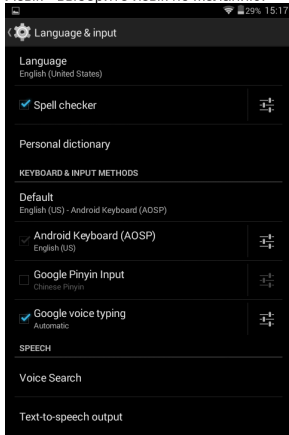 29% 15:17
Language & input
Language
English (United States)
Spell checker
Personal dictionary
KEYBOARD & INPUT METHODS
Default
English (US) - Android Keyboard (AOSP)
Android Keyboard (AOSP)
English (US)
Google Pinyin Input
Chinese Pinyin
Google voice typing
Automatic
SPEECH
Voice Search
Text-to-speech output